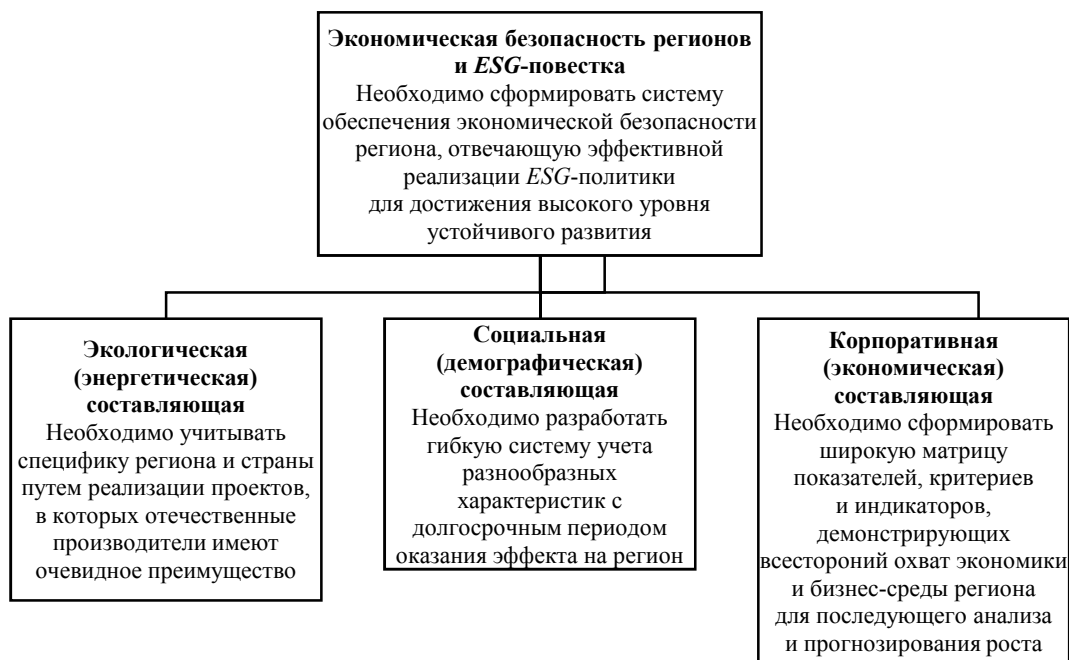 Экономическая безопасность регионов
и ESG-повестка
Необходимо сформировать систему
обеспечения экономической безопасности
региона, отвечающую эффективной
реализации ESG-политики
для достижения высокого уровня
устойчивого развития
Экологическая
(энергетическая)
составляющая
Необходимо учитывать
специфику региона и страны
путем реализации проектов,
в которых отечественные
производители имеют
очевидное преимущество
Социальная
(демографическая)
составляющая
Необходимо разработать
гибкую систему учета
разнообразных
характеристик с
долгосрочным периодом
оказания эффекта на регион
Корпоративная
(экономическая)
составляющая
Необходимо сформировать
широкую матрицу
показателей, критериев
и индикаторов,
демонстрирующих
всестороний охват экономики
и бизнес-среды региона
для последующего анализа
и прогнозирования роста